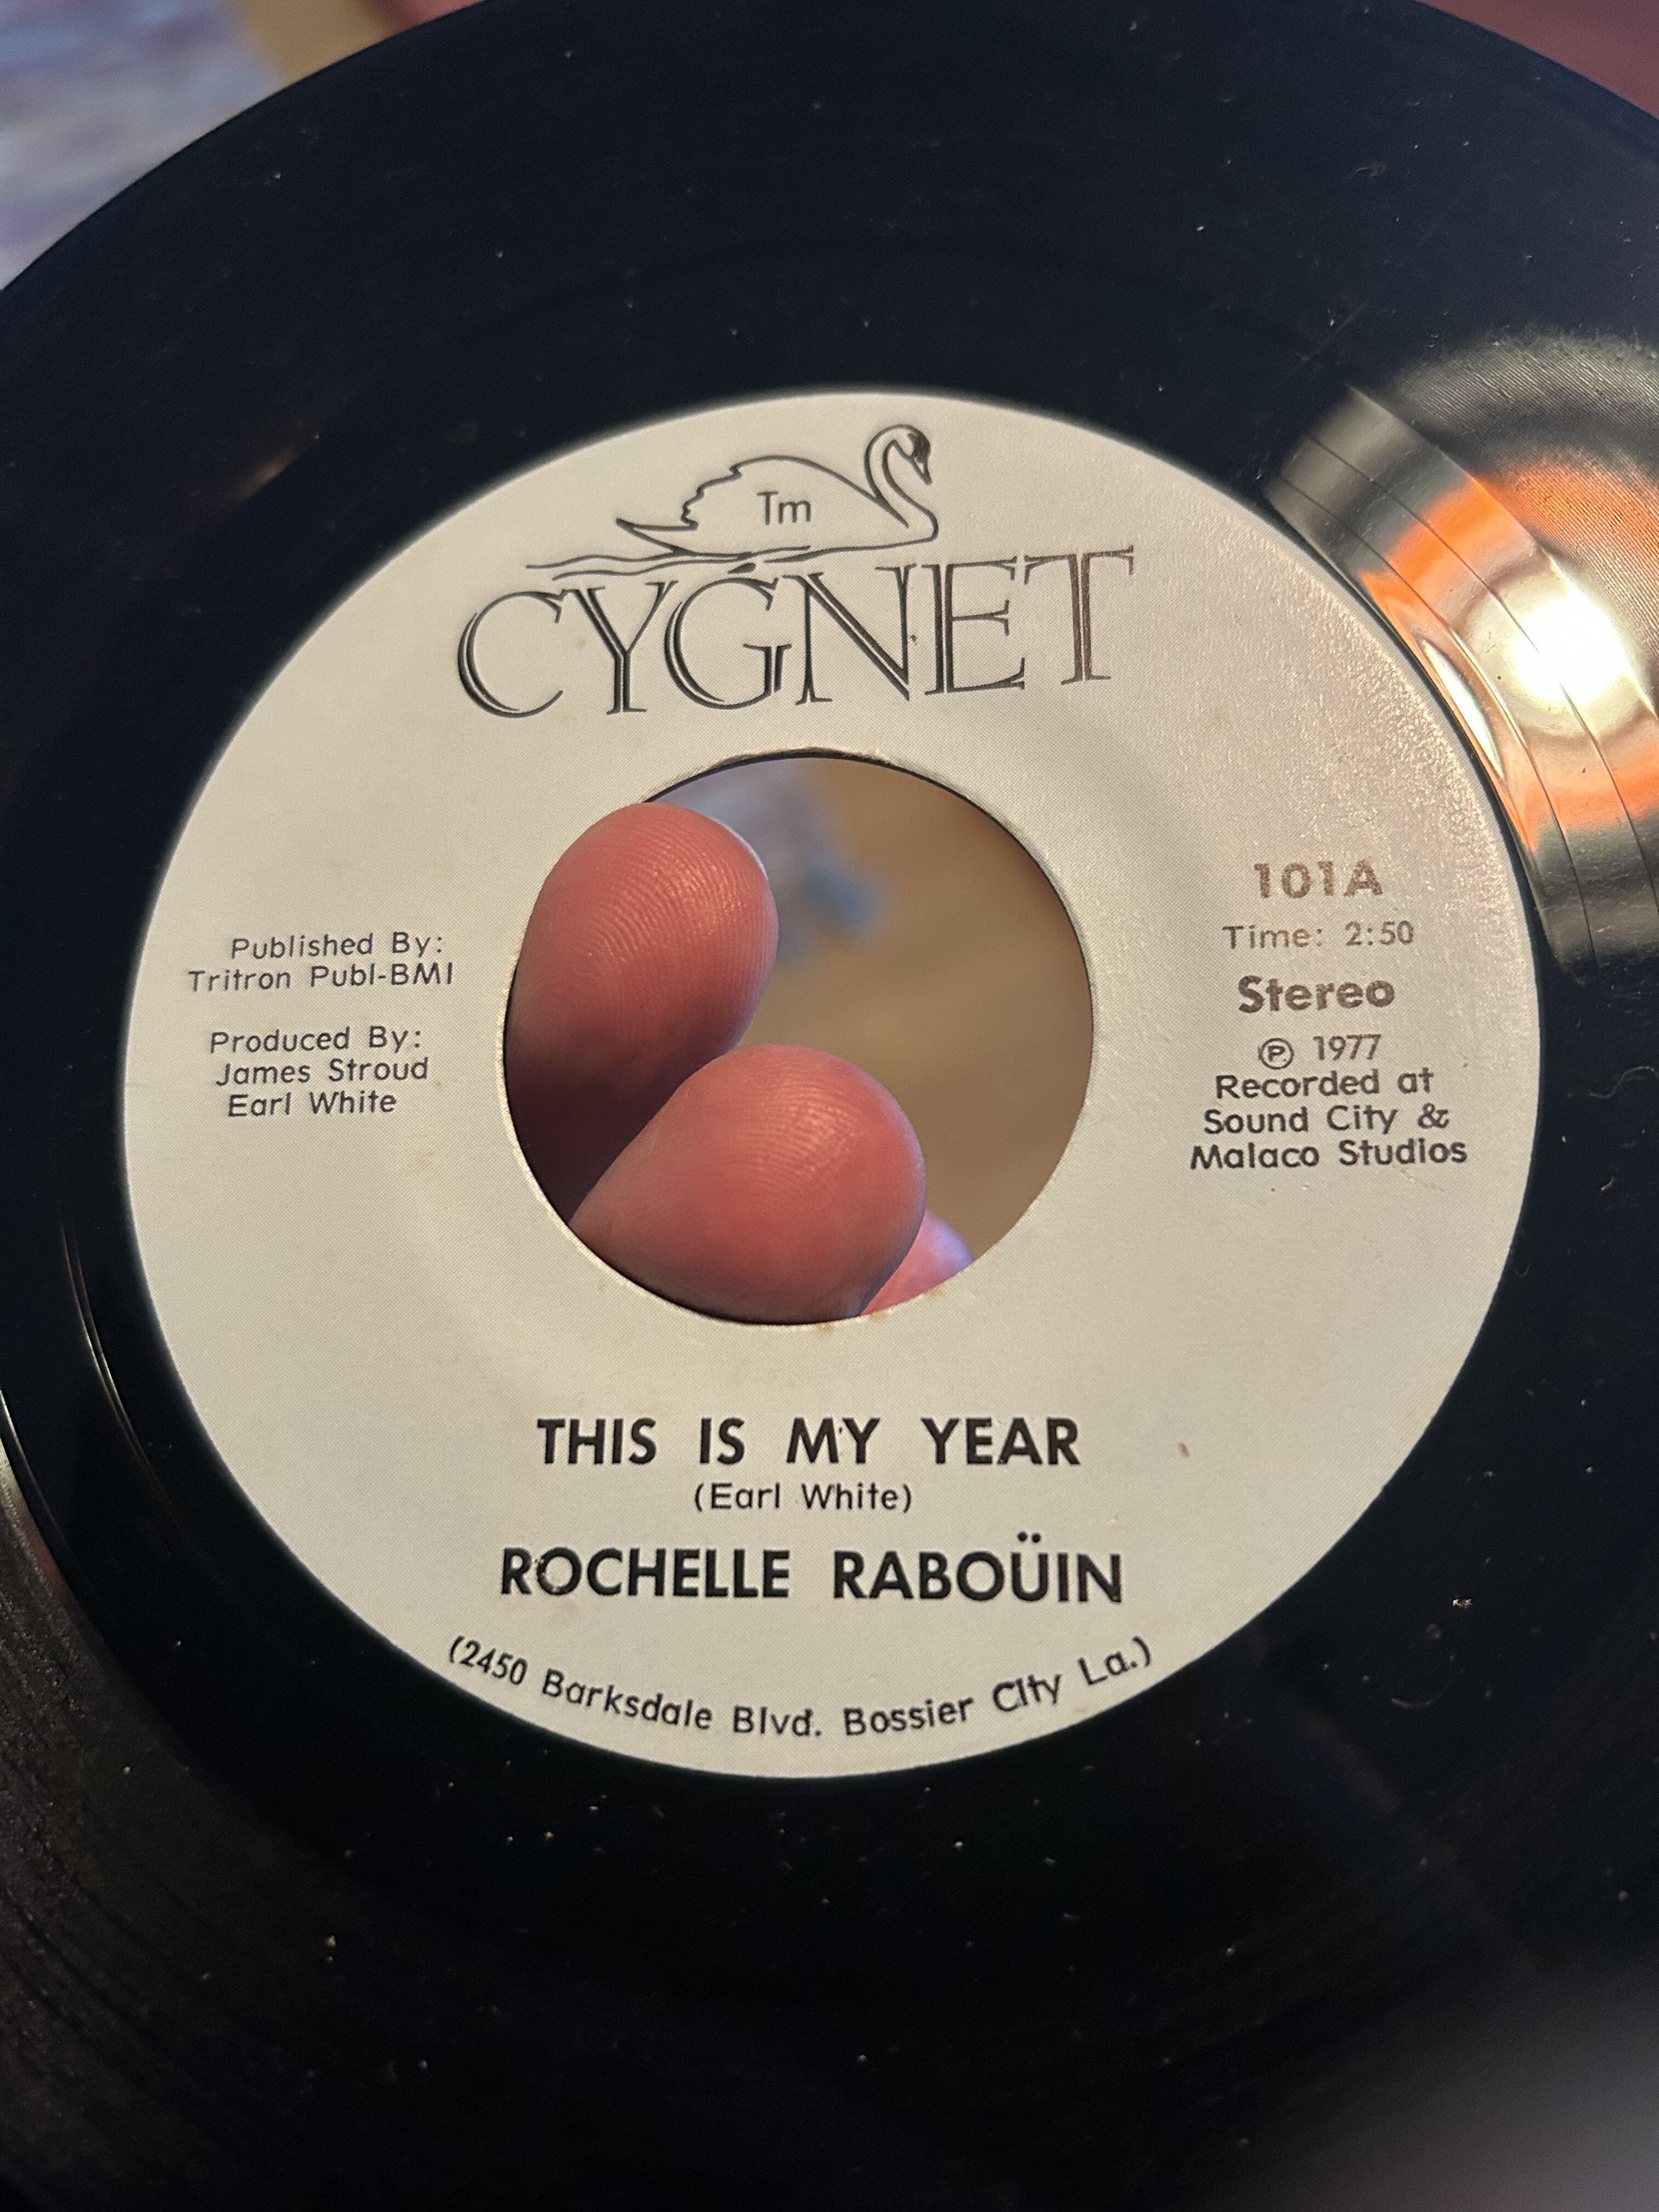 Tm
CYGNET
Published By:
Tritron Publ-BMI
Produced By:
James Stroud
Earl White
101A
Time: 2:50
Stereo
℗ 1977
Recorded at
Sound City &
Malaco Studios
THIS IS MY YEAR
(Earl White)
ROCHELLE RABOÜIN
(2450 Barksdale Blvd. Bossier CIty La.)